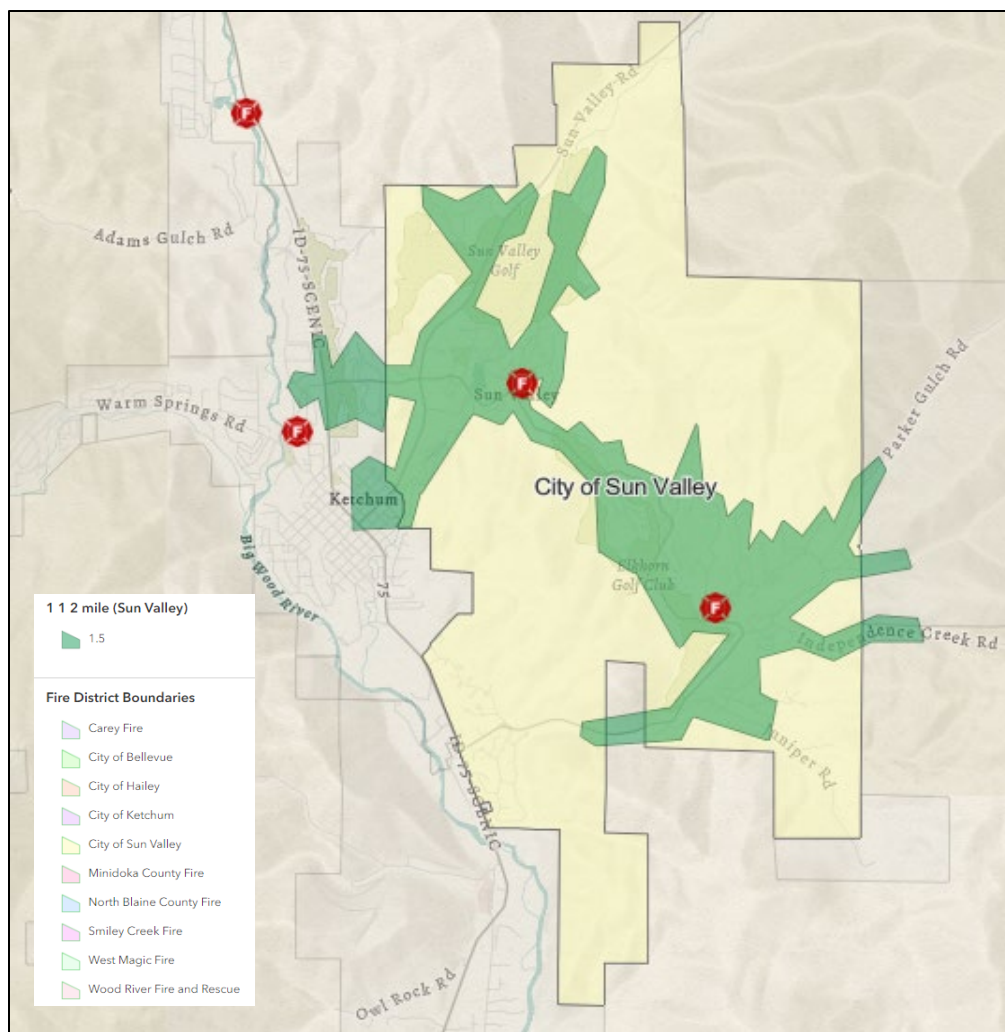 Sun-Valley-Rd
F
Adams Gulch Rd
ID-75-SCENIC
Sun Valley
Golf
Parker Gulch Rd
F
Sun Valley
Warm Springs Rd
F
City of Sun Valley
Ketchum
Big Wood River
75
Elkhorn
Golf Club
F
Independence Creek Rd
Juniper Rd
ID-75-SCENIC
Owl Rock Rd
1 1 2 mile (Sun Valley)
1.5
Fire District Boundaries
Carey Fire
City of Bellevue
City of Hailey
City of Ketchum
City of Sun Valley
Minidoka County Fire
North Blaine County Fire
Smiley Creek Fire
West Magic Fire
Wood River Fire and Rescue